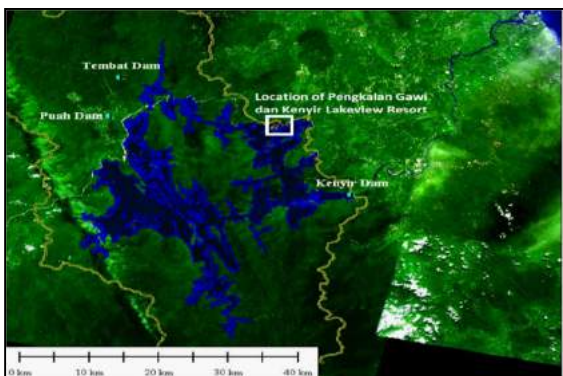 Tembat Dam
Location of Pengkalan Gawi
dan Kenyir Lakeview Resort
Puah Dam
Kenyir Dam
0 km 10 km 20 km 30 km 40 km